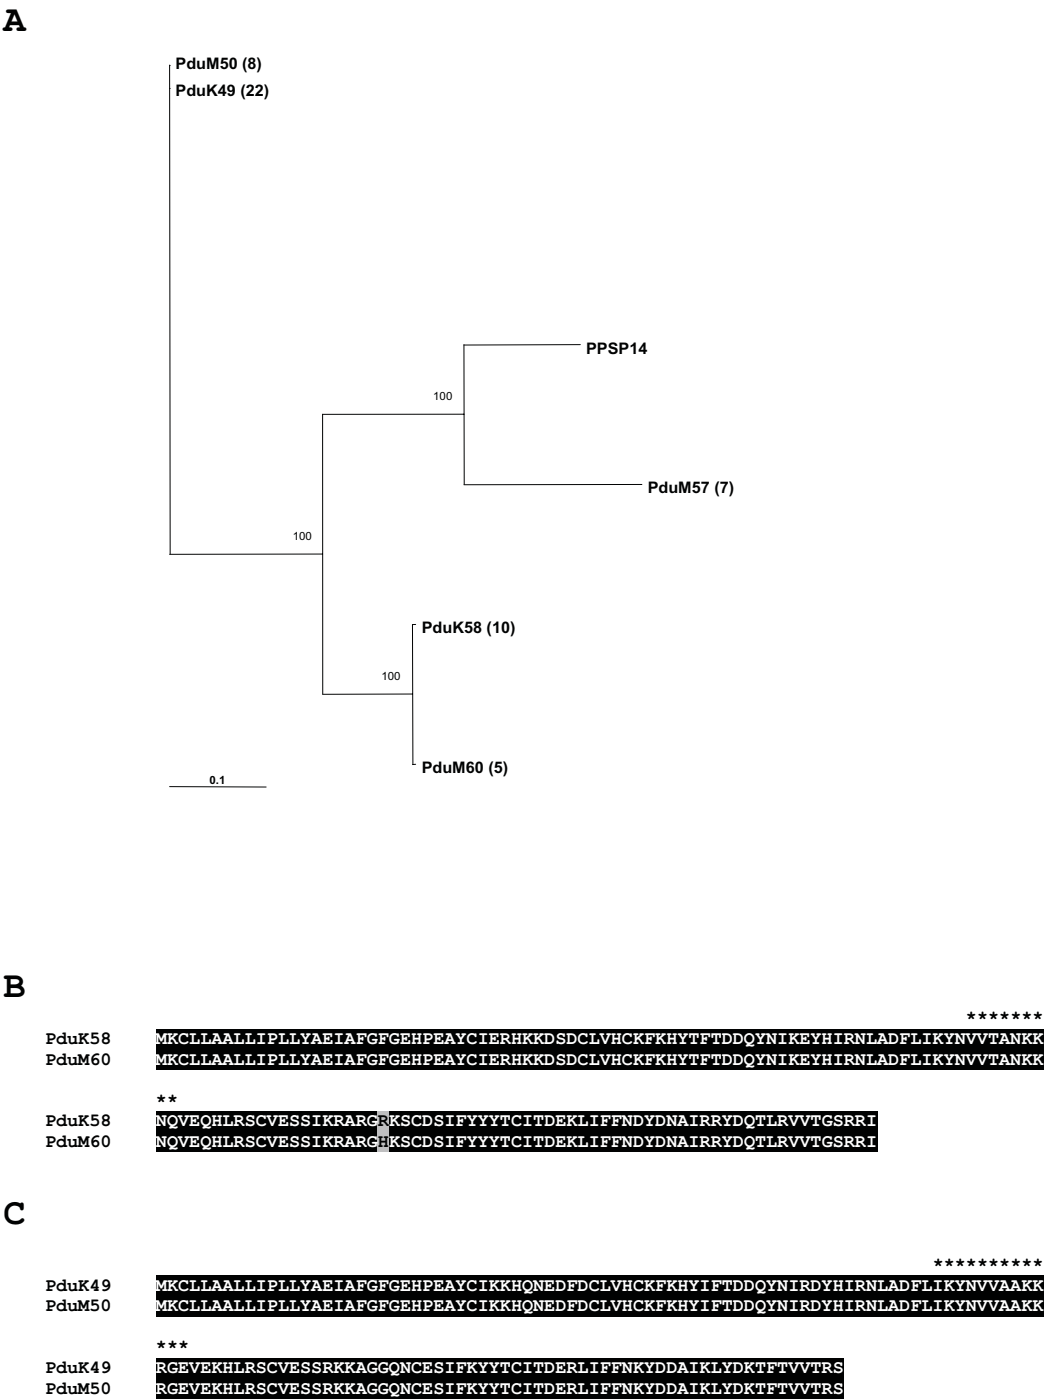 A
PduM50 (8)
PduK49 (22)
PPSP14
100
PduM57 (7)
100
PduK58 (10)
100
PduM60 (5)
0.1
B
*******
PduK58 MKCLLAALLIPLLYAEIAFGFGEHPEAYCIERHKKDSDCLVHCKFKHYTFTDDQYNIKEYHIRNLADFLIKYNVVTANKK
PduM60 MKCLLAALLIPLLYAEIAFGFGEHPEAYCIERHKKDSDCLVHCKFKHYTFTDDQYNIKEYHIRNLADFLIKYNVVTANKK
**
PduK58 NQVEQHLRSCVESSIKRARGRKSCDSIFYYYTCITDEKLIFFNDYDNAIRRYDQTLRVVTGSRRI
PduM60 NQVEQHLRSCVESSIKRARGHKSCDSIFYYYTCITDEKLIFFNDYDNAIRRYDQTLRVVTGSRRI
C
**********
PduK49 MKCLLAALLIPLLYAEIAFGFGEHPEAYCIKKHQNEDFDCLVHCKFKHYIFTDDQYNIRDYHIRNLADFLIKYNVVAAKK
PduM50 MKCLLAALLIPLLYAEIAFGFGEHPEAYCIKKHQNEDFDCLVHCKFKHYIFTDDQYNIRDYHIRNLADFLIKYNVVAAKK
***
PduK49 RGEVEKHLRSCVESSRKKAGGQNCESIFKYYTCITDERLIFFNKYDDAIKLYDKTFTVVTRS
PduM50 RGEVEKHLRSCVESSRKKAGGQNCESIFKYYTCITDERLIFFNKYDDAIKLYDKTFTVVTRS